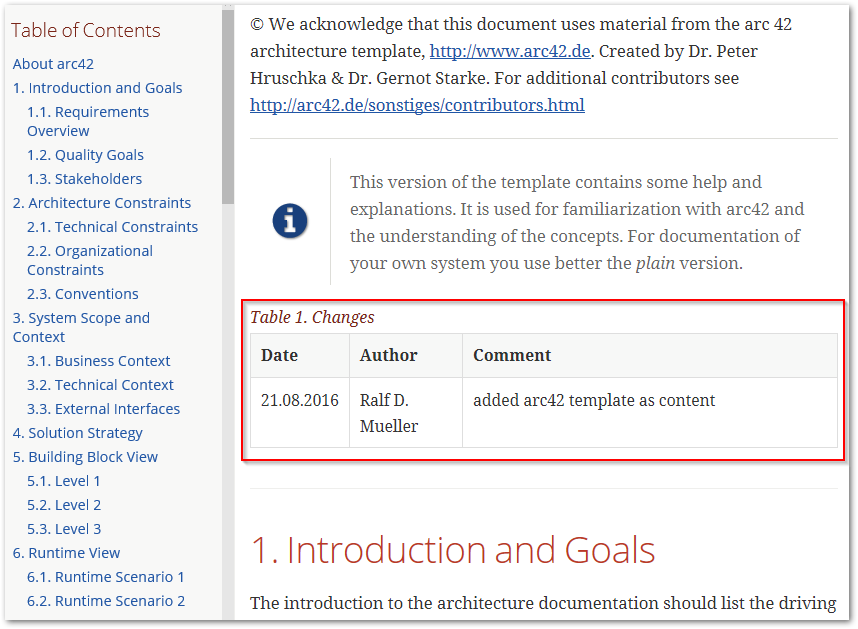 Table of Contents
About arc42
1. Introduction and Goals
1.1. Requirements
Overview
1.2. Quality Goals
1.3. Stakeholders
2. Architecture Constraints
2.1. Technical Constraints
2.2. Organizational
Constraints
2.3. Conventions
3. System Scope and
Context
3.1. Business Context
3.2. Technical Context
3.3. External Interfaces
4. Solution Strategy
5. Building Block View
5.1. Level 1
5.2. Level 2
5.3. Level 3
6. Runtime View
6.1. Runtime Scenario 1
6.2. Runtime Scenario 2
© We acknowledge that this document uses material from the arc 42
architecture template, http://www.arc42.de. Created by Dr. Peter
Hruschka & Dr. Gernot Starke. For additional contributors see
http://arc42.de/sonstiges/contributors.html
This version of the template contains some help and
explanations. It is used for familiarization with arc42 and
the understanding of the concepts. For documentation of
your own system you use better the plain version.
Table 1. Changes
Date Author Comment
21.08.2016 Ralf D. added arc42 template as content
Mueller
1. Introduction and Goals
The introduction to the architecture documentation should list the driving